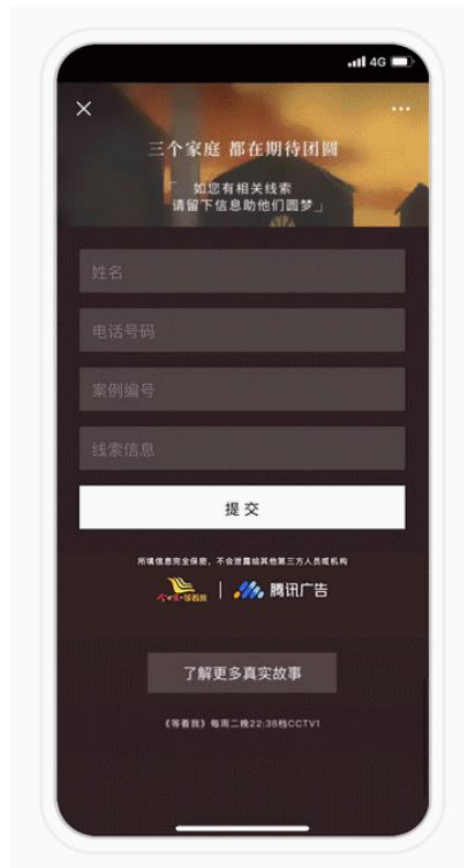 4G
三个家庭 都在期待团圆
「 如您有相关线索
请留下信息助他们圆梦」
姓名
电话号码
案例编号
线索信息
提交
所填信息完全保密，不会泄露给其他第三方人员或机构
等着我 | 腾讯广告
了解更多真实故事
《等着我》每周二晚22:38档CCTV1